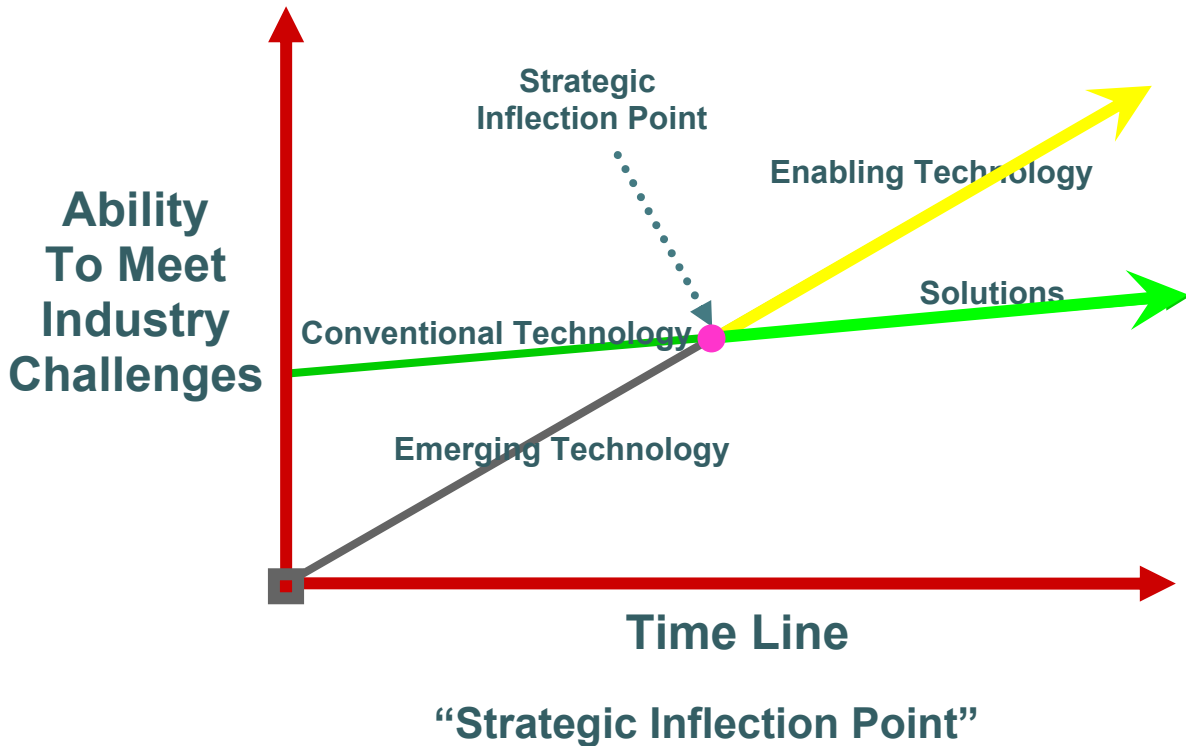 Strategic
Inflection Point
Enabling Technology
Ability
To Meet
Industry
Challenges
Solutions
Conventional Technology
Emerging Technology
Time Line
“Strategic Inflection Point”